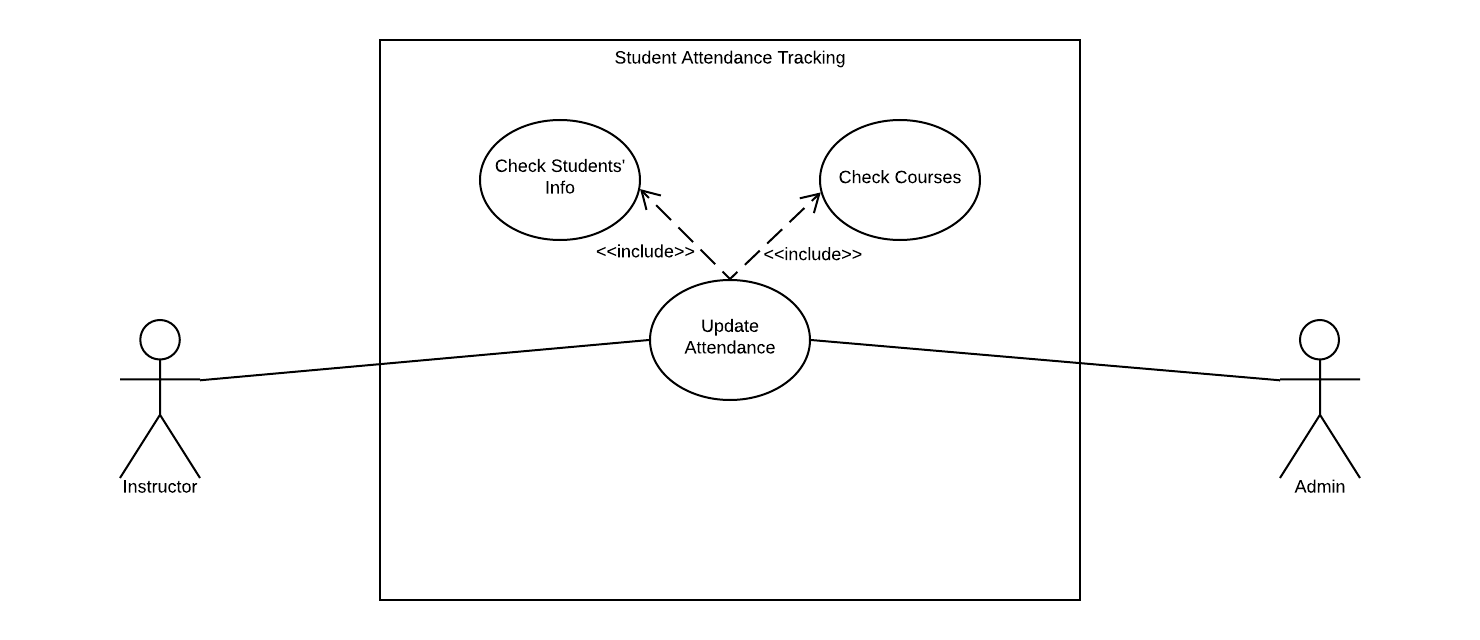 Student Attendance Tracking
Check Students'
Info
Check Courses
<<include>>
<<include>>
Update
Attendance
Instructor
Admin